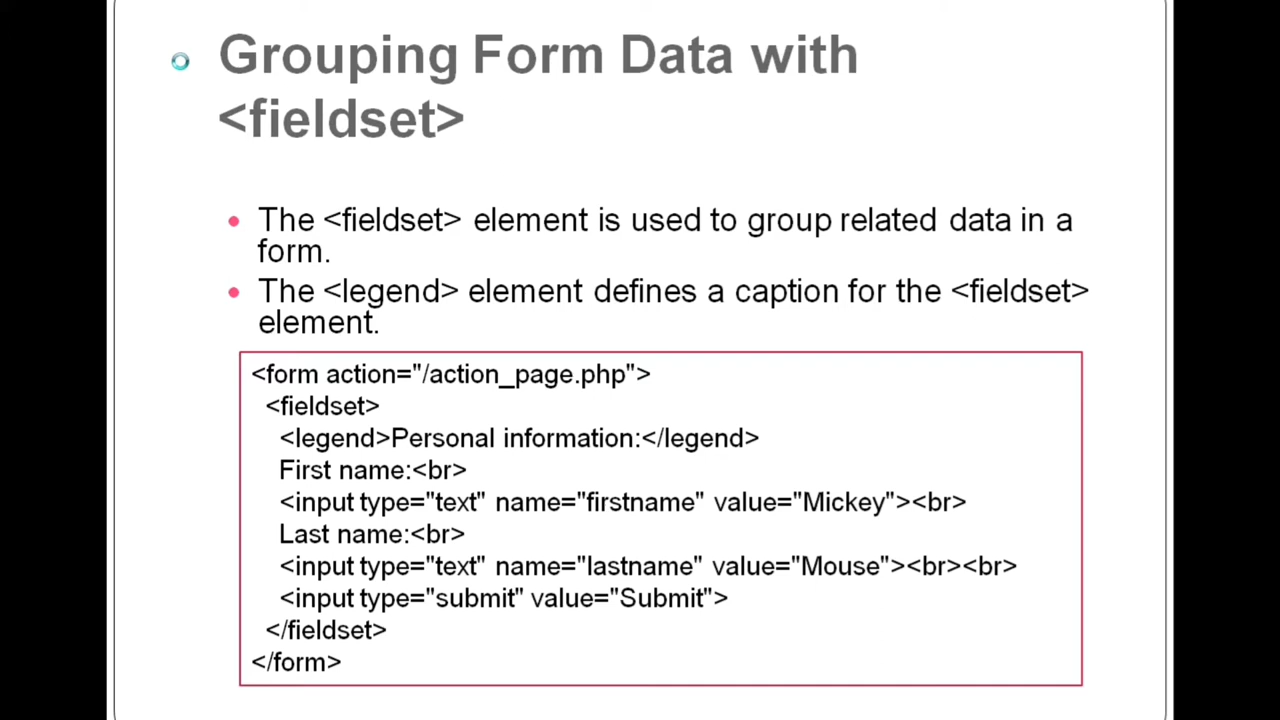 Grouping Form Data with
<fieldset>
The <fieldset> element is used to group related data in a
form.
The <legend> element defines a caption for the <fieldset>
element.
<form action="/action_page.php">
<fieldset>
<legend>Personal information:</legend>
First name:<br>
<input type="text" name="firstname" value="Mickey"><br>
Last name:<br>
<input type="text" name="lastname" value="Mouse"><br><br>
<input type="submit" value="Submit">
</fieldset>
</form>